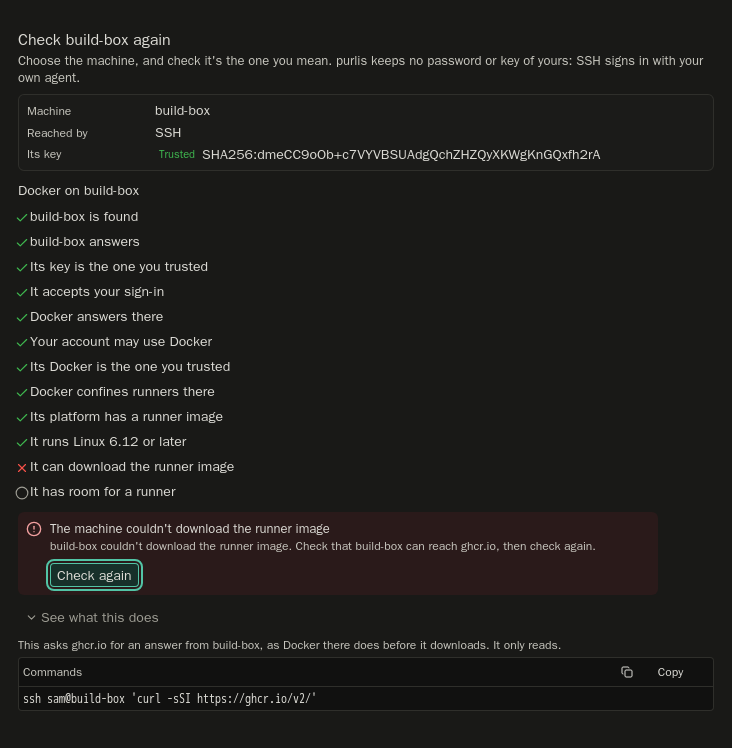 Check build-box again
Choose the machine, and check it's the one you mean. purlis keeps no password or key of yours: SSH signs in with your
own agent.
Machine build-box
Reached by SSH
Its key Trusted SHA256:dmeCC9oOb+c7VYVBSUAdgQchZHZQyXKWgKnGQxfh2rA
Docker on build-box
build-box is found
build-box answers
Its key is the one you trusted
It accepts your sign-in
Docker answers there
Your account may use Docker
Its Docker is the one you trusted
Docker confines runners there
Its platform has a runner image
It runs Linux 6.12 or later
It can download the runner image
It has room for a runner
The machine couldn't download the runner image
build-box couldn't download the runner image. Check that build-box can reach ghcr.io, then check again.
Check again
See what this does
This asks ghcr.io for an answer from build-box, as Docker there does before it downloads. It only reads.
Commands Copy
ssh sam@build-box 'curl -sSI https://ghcr.io/v2/'